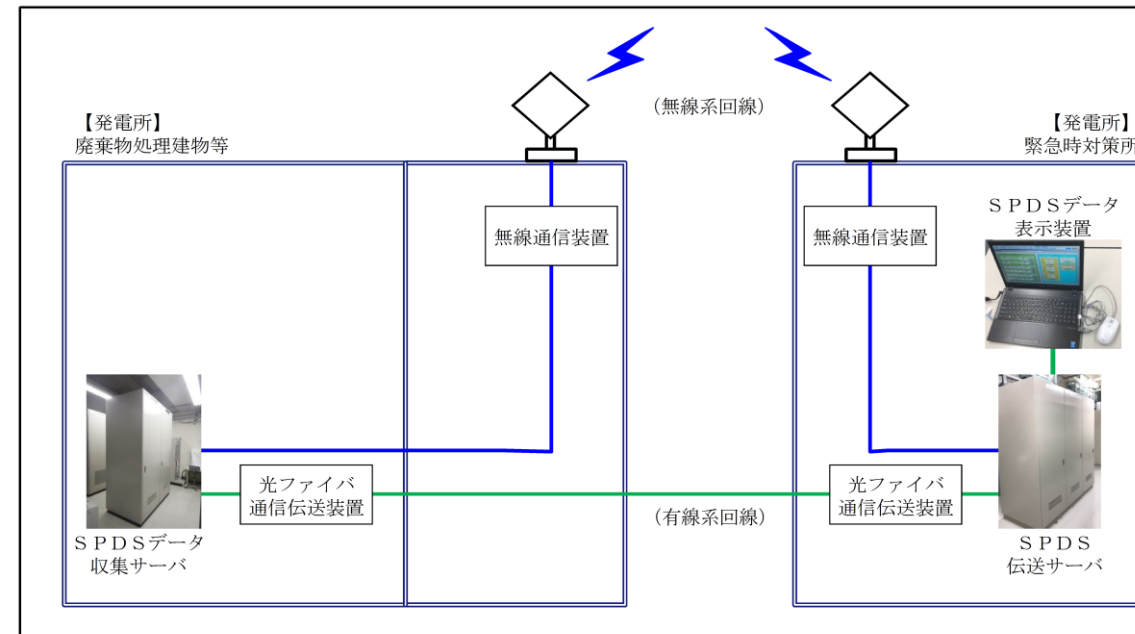 【発電所】
廃棄物処理建物等
(無線系回線)
【発電所】
緊急時対策所
無線通信装置
無線通信装置
ＳＰＤＳデータ
表示装置
光ファイバ
通信伝送装置
光ファイバ
通信伝送装置
(有線系回線)
ＳＰＤＳデータ
収集サーバ
ＳＰＤＳ
伝送サーバ